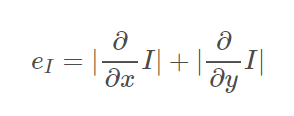 e_I = |∂/∂x I| + |∂/∂y I|